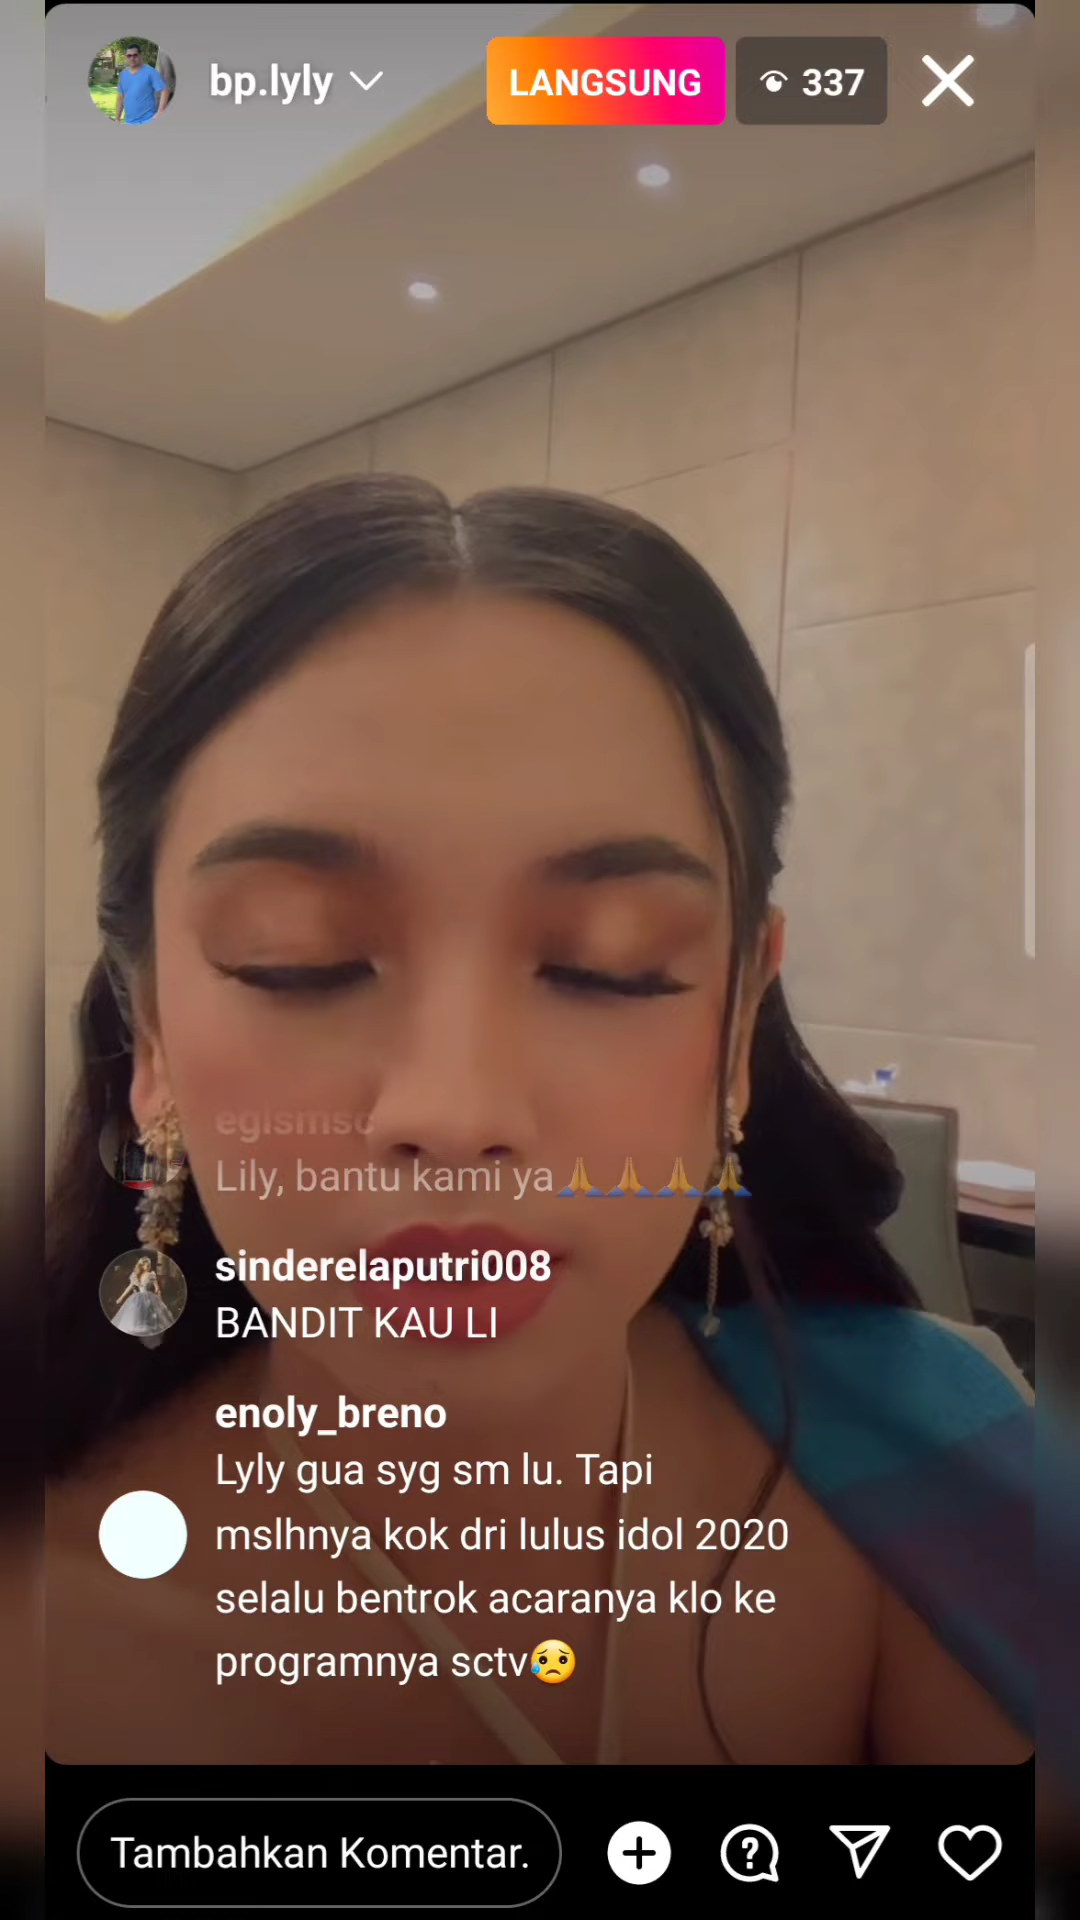 bp.lyly
LANGSUNG
337
egismsc
Lily, bantu kami ya🙏🙏🙏🙏
sinderelaputri008
BANDIT KAU LI
enoly_breno
Lyly gua syg sm lu. Tapi
mslhnya kok dri lulus idol 2020
selalu bentrok acaranya klo ke
programnya sctv😥
Tambahkan Komentar.